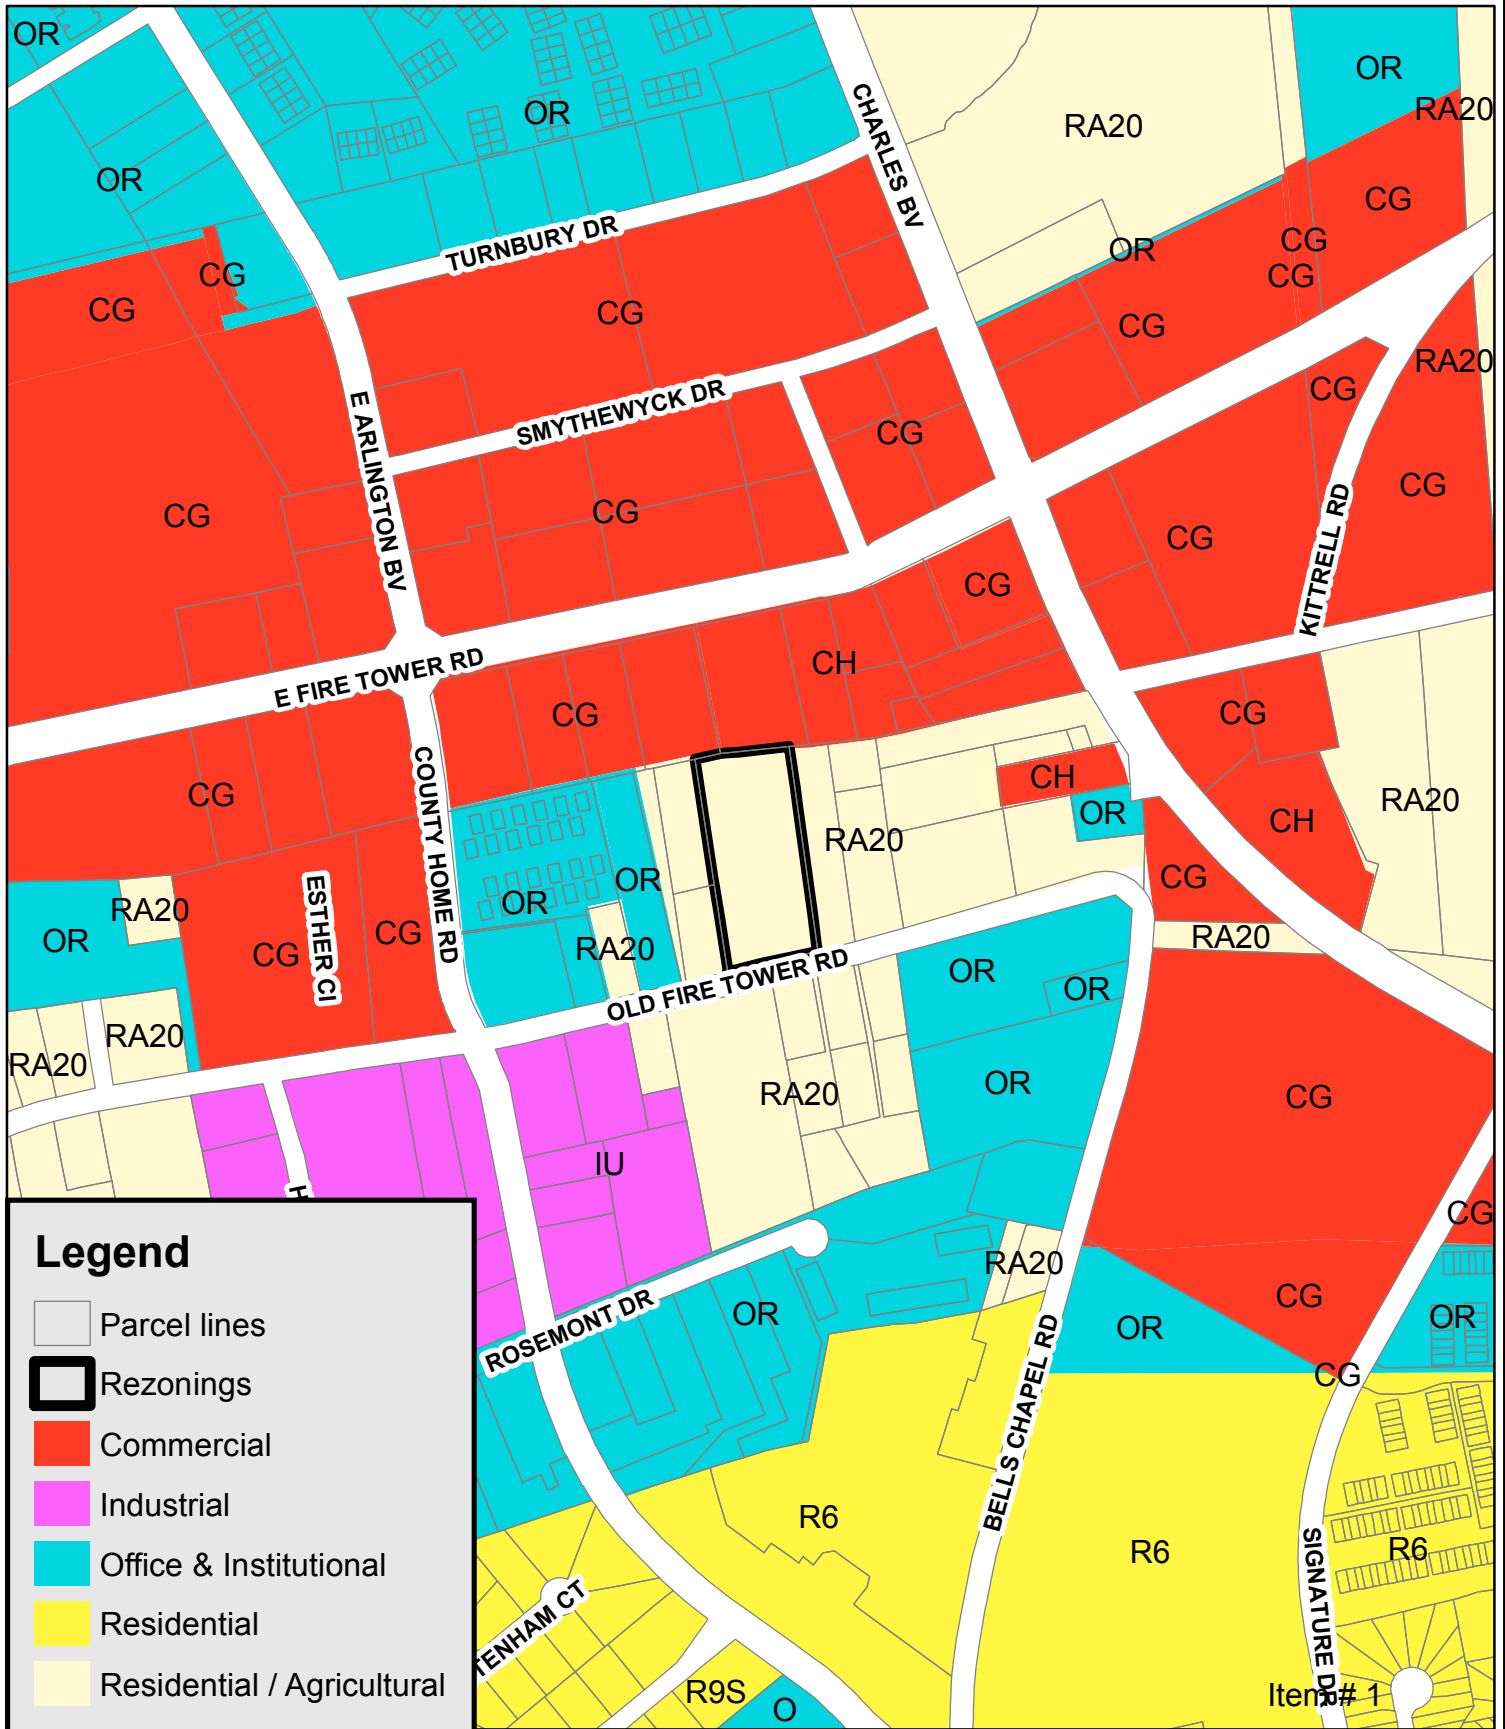 OR
OR
RA20
OR
RA20
OR
CHARLES BV
CG
TURNBURY DR
OR
CG
CG
CG
CG
CG
CG
CG
RA20
E ARLINGTON BV
SMYTHEWYCK DR
CG
CG
CG
CG
CG
CG
KITTRELL RD
CG
E FIRE TOWER RD
CH
CG
CG
COUNTY HOME RD
CG
CH
OR
RA20
RA20
CH
ESTHER CI
OR
OR
CG
RA20
OR
CG
CG
RA20
RA20
OLD FIRE TOWER RD
OR
OR
RA20
RA20
RA20
OR
CG
IU
H
CG
RA20
CG
ROSEMONT DR
OR
OR
OR
CG
BELLS CHAPEL RD
R6
R6
R6
SIGNATURE DR
TENHAM CT
R9S
O
Legend
Parcel lines
Rezonings
Commercial
Industrial
Office & Institutional
Residential
Residential / Agricultural
Item # 1